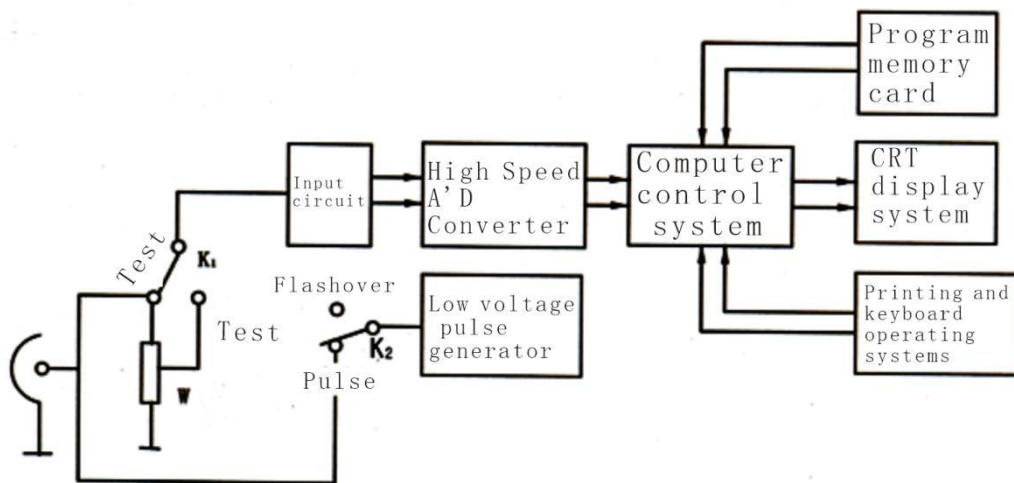 Program
memory
card
Input
circuit
High Speed
A'D
Converter
Computer
control
system
CRT
display
system
Test
K₁
Test
W
Flashover
K₂
Pulse
Low voltage
pulse
generator
Printing and
keyboard
operating
systems